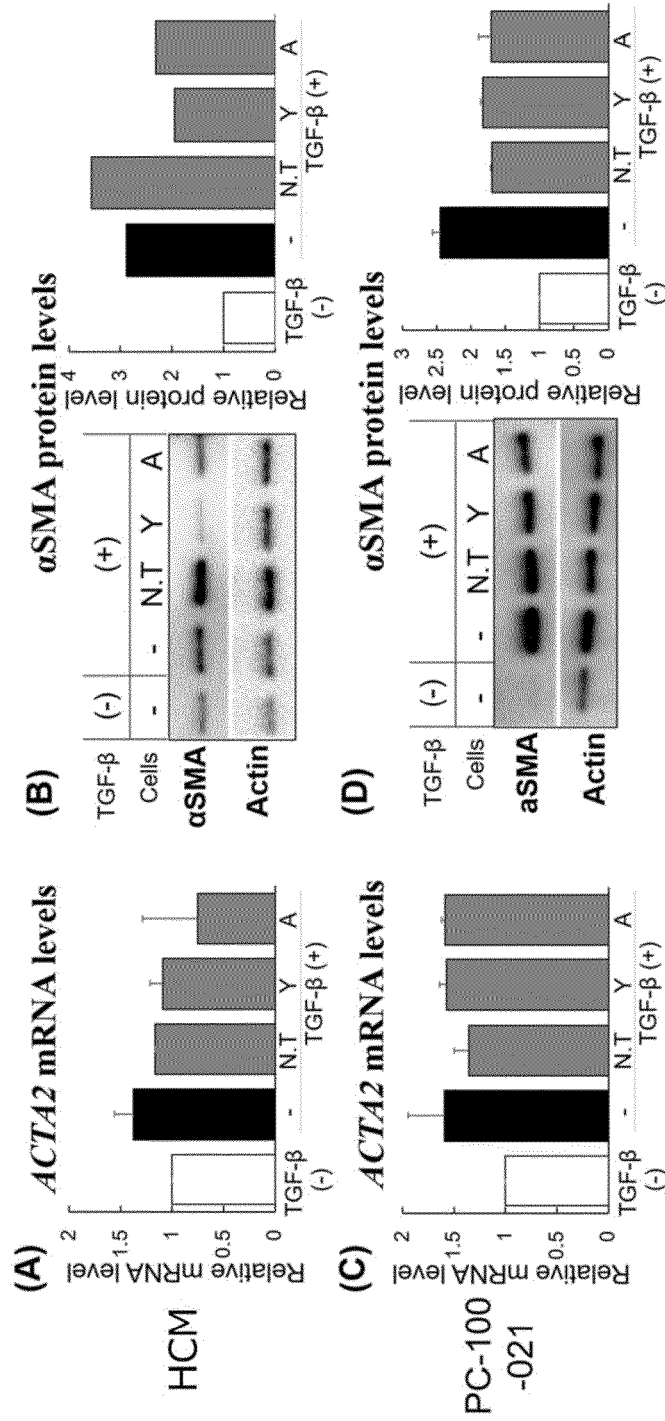 HCM
(A)
ACTA2 mRNA levels
Relative mRNA level
2
1.5
1
0.5
0
TGF-β
(-)
-
N.T
Y
A
TGF-β (+)
(B)
αSMA protein levels
TGF-β
(-)
(+)
Cells
-
-
N.T
Y
A
αSMA
Actin
Relative protein level
4
3
2
1
0
TGF-β
(-)
-
N.T
Y
A
TGF-β (+)
PC-100
-021
(C)
ACTA2 mRNA levels
Relative mRNA level
2
1.5
1
0.5
0
TGF-β
(-)
-
N.T
Y
A
TGF-β (+)
(D)
αSMA protein levels
TGF-β
(-)
(+)
Cells
-
-
N.T
Y
A
aSMA
Actin
Relative protein level
3
2.5
2
1.5
1
0.5
0
TGF-β
(-)
-
N.T
Y
A
TGF-β (+)